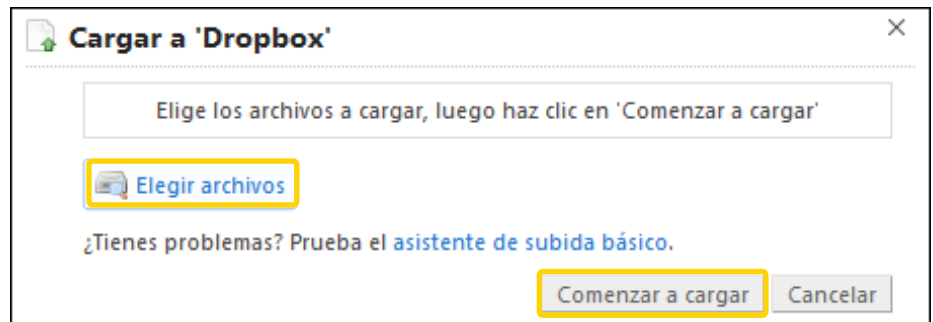 Cargar a 'Dropbox'
Elige los archivos a cargar, luego haz clic en 'Comenzar a cargar'
Elegir archivos
¿Tienes problemas? Prueba el asistente de subida básico.
Comenzar a cargar Cancelar